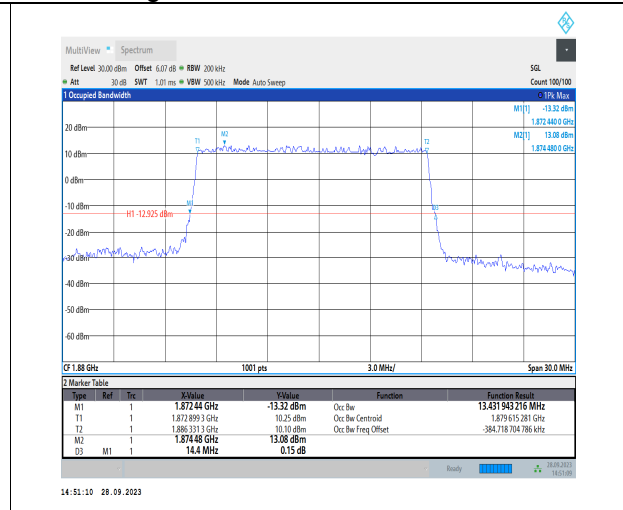 MultiView Spectrum
Ref Level 30.00 dBm Offset 6.07 dB RBW 200 kHz SGL
Att 30 dB SWT 1.01 ms VBW 500 kHz Mode Auto Sweep Count 100/100
1 Occupied Bandwidth 1Pk Max
M1[1] -13.32 dBm
1.872 440 0 GHz
M2[1] 13.08 dBm
1.874 480 0 GHz
20 dBm
T1 M2 T2
10 dBm
0 dBm
-10 dBm
M1 D3
H1 -12.925 dBm
-20 dBm
-30 dBm
-40 dBm
-50 dBm
-60 dBm
CF 1.88 GHz 1001 pts 3.0 MHz/ Span 30.0 MHz
2 Marker Table
Type Ref Trc X-Value Y-Value Function Function Result
M1 1 1.872 44 GHz -13.32 dBm Occ Bw 13.431 943 216 MHz
T1 1 1.872 899 3 GHz 10.25 dBm Occ Bw Centroid 1.879 615 281 GHz
T2 1 1.886 331 3 GHz 10.10 dBm Occ Bw Freq Offset -384.718 704 786 kHz
M2 1 1.874 48 GHz 13.08 dBm
D3 M1 1 14.4 MHz 0.15 dB
Ready 28.09.2023
14:51:09
14:51:10 28.09.2023